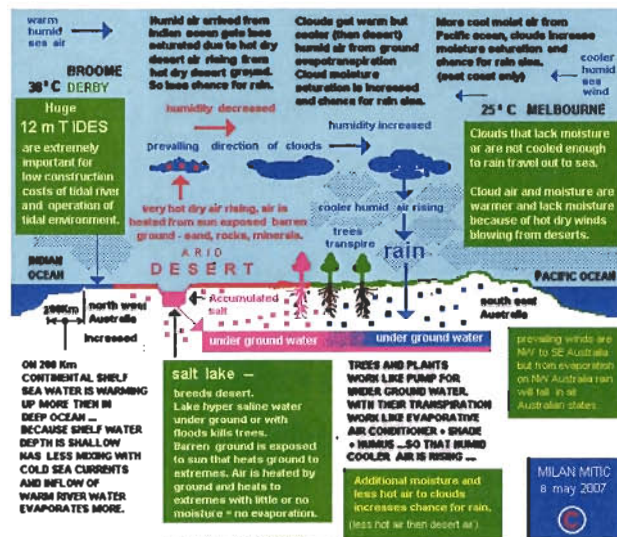 warm
humid
sea air
Humid air arrived from
Indian ocean gets less
saturated due to hot dry
desert air rising from
hot dry desert ground.
So less chance for rain.
Clouds get warm but
cooler (then desert)
humid air from ground
evapotranspiration
Cloud moisture
saturation is increased
and chance for rain also.
More cool moist air from
Pacific ocean, clouds increase
moisture saturation and
chance for rain also.
(east coast only)
cooler
humid
sea
wind
BROOME
38° C DERBY
25° C MELBOURNE
Huge
12 m TIDES
are extremely
important for
low construction
costs of tidal river
and operation of
tidal environment.
humidity decreased
humidity increased
prevailing direction of clouds
Clouds that lack moisture
or are not cooled enough
to rain travel out to sea.
Cloud air and moisture are
warmer and lack moisture
because of hot dry winds
blowing from deserts.
very hot dry air rising, air is
heated from sun exposed barren
ground - sand, rocks, minerals.
cooler humid air rising
trees
transpire
rain
ARID
DESERT
INDIAN
OCEAN
PACIFIC OCEAN
200Km
north west
Australia
Accumulated
salt
south east
Australia
increased
under ground water
under ground water
ON 200 Km
CONTINENTAL SHELF
SEA WATER IS WARMING
UP MORE THEN IN
DEEP OCEAN ...
BECAUSE SHELF WATER
DEPTH IS SHALLOW
HAS LESS MIXING WITH
COLD SEA CURRENTS
AND INFLOW OF
WARM RIVER WATER
EVAPORATES MORE.
salt lake –
breeds desert.
Lake hyper saline water
under ground or with
floods kills trees.
Barren ground is exposed
to sun that heats ground to
extremes. Air is heated by
ground and heats to
extremes with little or no
moisture = no evaporation.
TREES AND PLANTS
WORK LIKE PUMP FOR
UNDER GROUND WATER.
WITH THEIR TRANSPIRATION
WORK LIKE EVAPORATIVE
AIR CONDITIONER + SHADE
+ HUMUS ...SO THAT HUMID
COOLER AIR IS RISING ...
Additional moisture and
less hot air to clouds
increases chance for rain.
(less hot air then desert air)
prevailing winds are
NW to SE Australia
but from evaporation
on NW Australia rain
will fall in all
Australian states.
MILAN MITIC
8 may 2007
©